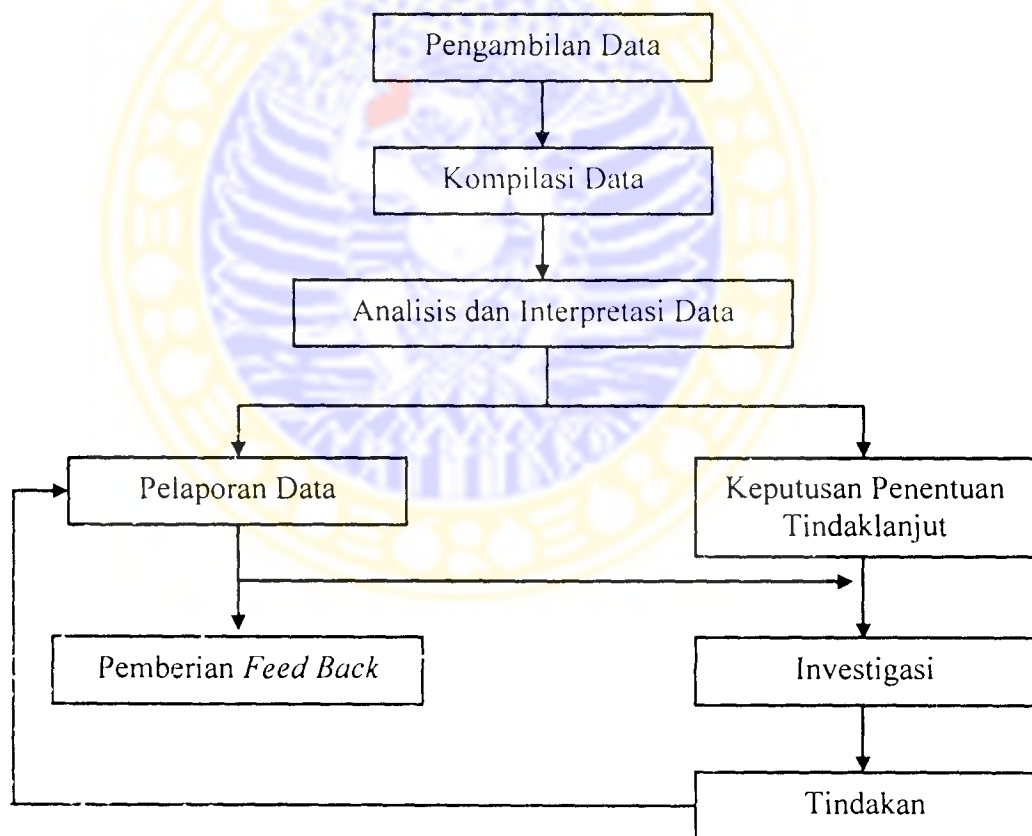 Pengambilan Data
Kompilasi Data
Analisis dan Interpretasi Data
Pelaporan Data
Keputusan Penentuan
Tindaklanjut
Pemberian Feed Back
Investigasi
Tindakan